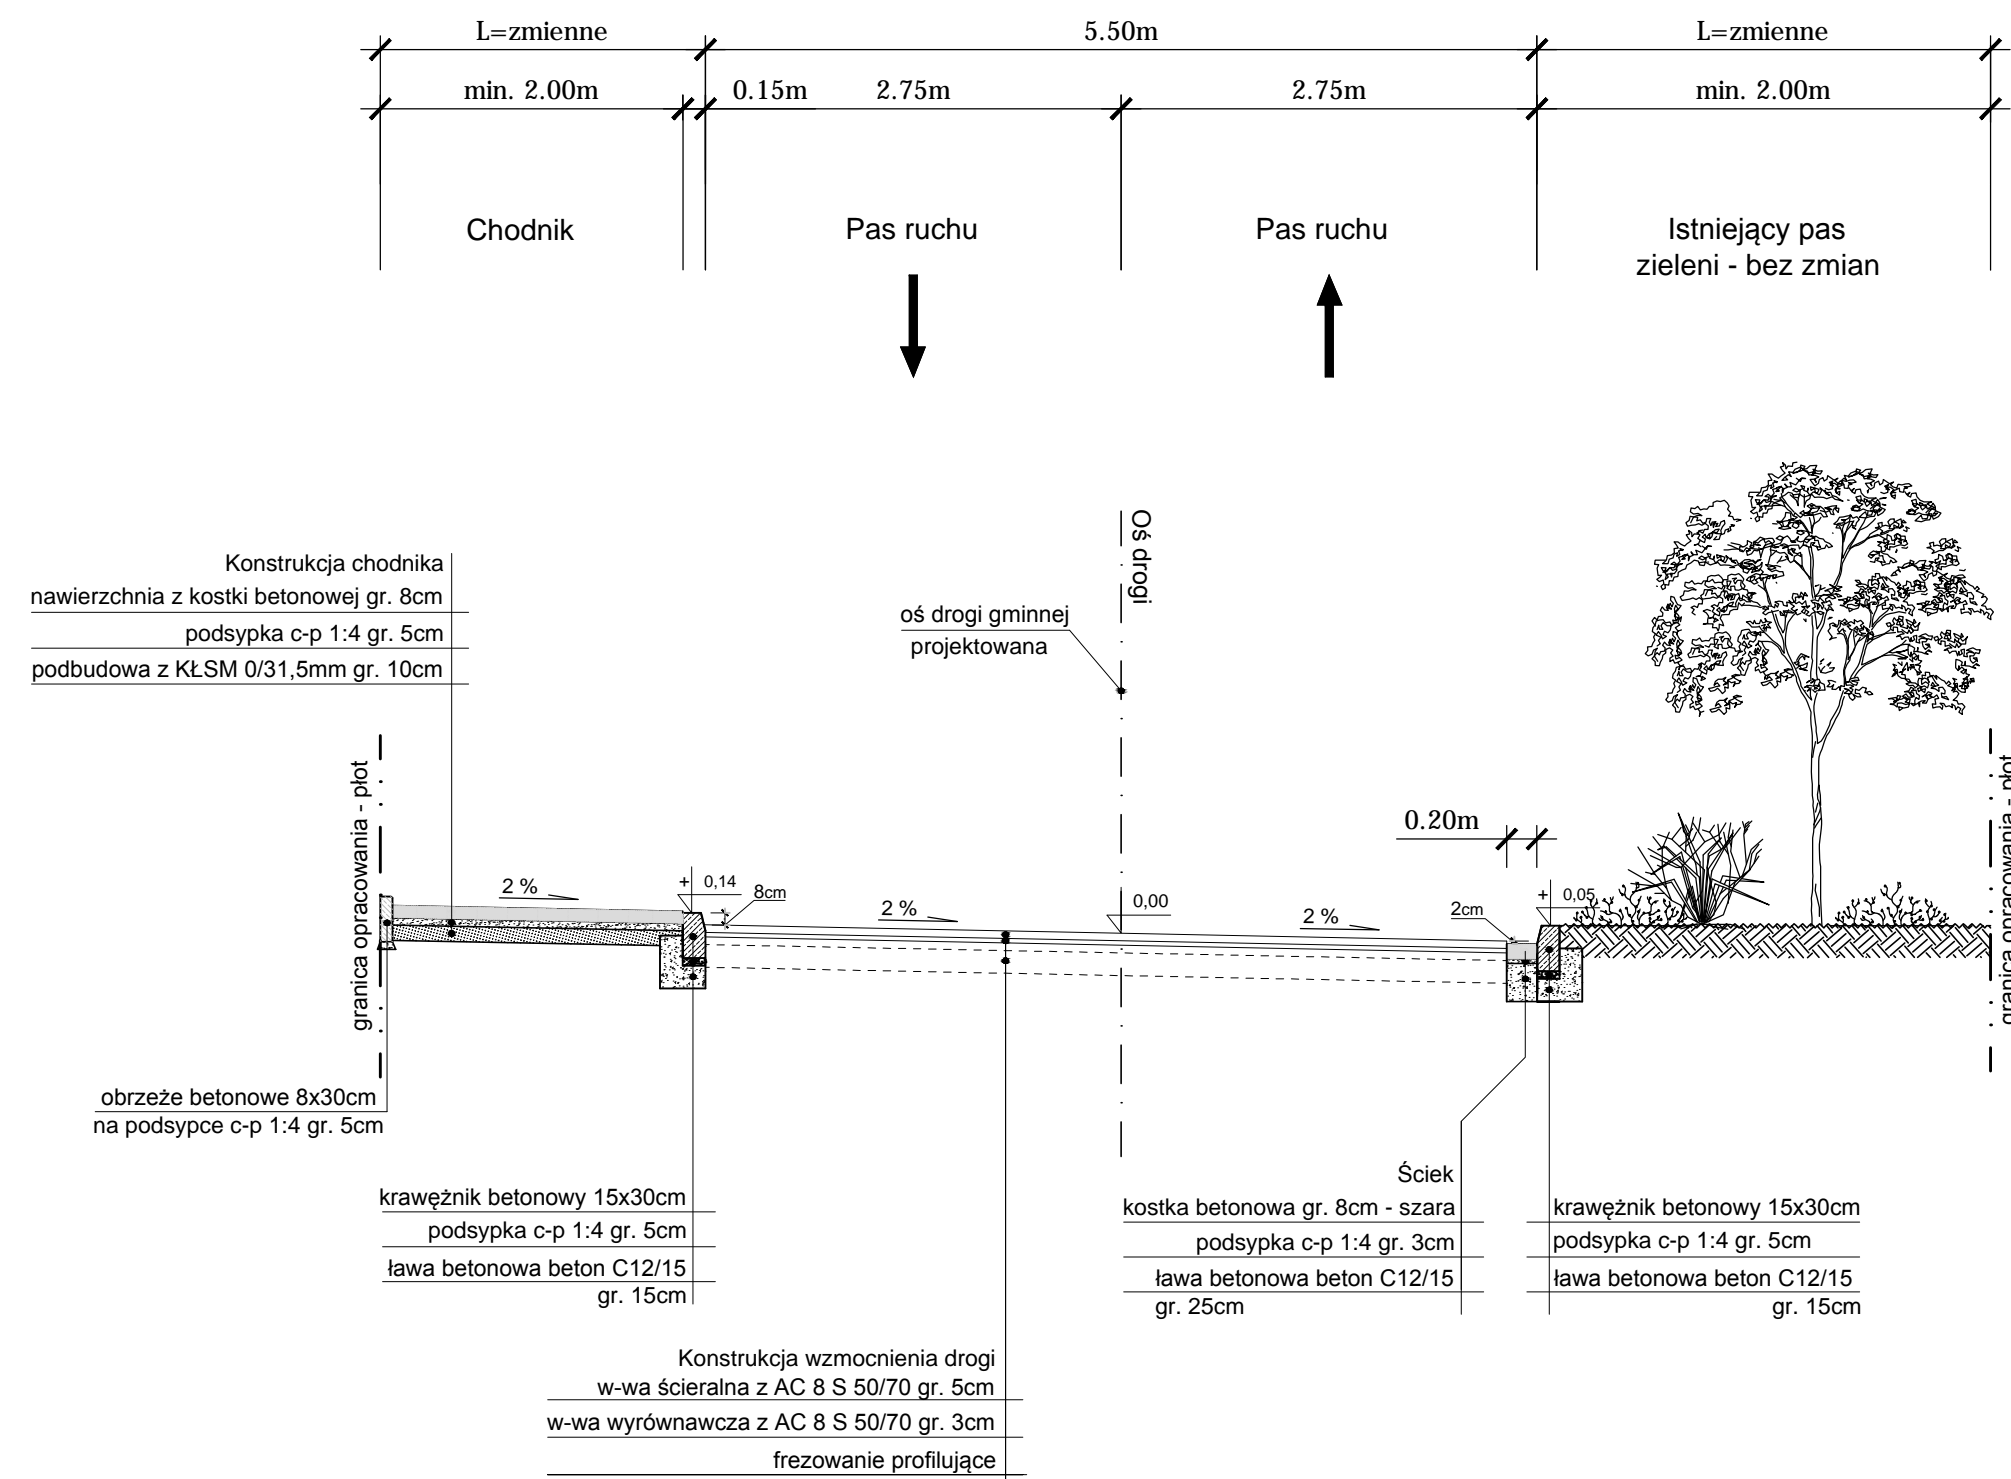 L=zmienne
5.50m
L=zmienne
min. 2.00m
0.15m
2.75m
2.75m
min. 2.00m
Chodnik
Pas ruchu
Pas ruchu
Istniejący pas
zieleni - bez zmian
Oś drogi
Konstrukcja chodnika
nawierzchnia z kostki betonowej gr. 8cm
podsypka c-p 1:4 gr. 5cm
podbudowa z KŁSM 0/31,5mm gr. 10cm
oś drogi gminnej
projektowana
granica opracowania - płot
granica opracowania - płot
0.20m
2 %
+ 0,14
8cm
2 %
0,00
2 %
2cm
+ 0,05
obrzeże betonowe 8x30cm
na podsypce c-p 1:4 gr. 5cm
krawężnik betonowy 15x30cm
podsypka c-p 1:4 gr. 5cm
ława betonowa beton C12/15
gr. 15cm
Ściek
kostka betonowa gr. 8cm - szara
podsypka c-p 1:4 gr. 3cm
ława betonowa beton C12/15
gr. 25cm
krawężnik betonowy 15x30cm
podsypka c-p 1:4 gr. 5cm
ława betonowa beton C12/15
gr. 15cm
Konstrukcja wzmocnienia drogi
w-wa ścieralna z AC 8 S 50/70 gr. 5cm
w-wa wyrównawcza z AC 8 S 50/70 gr. 3cm
frezowanie profilujące